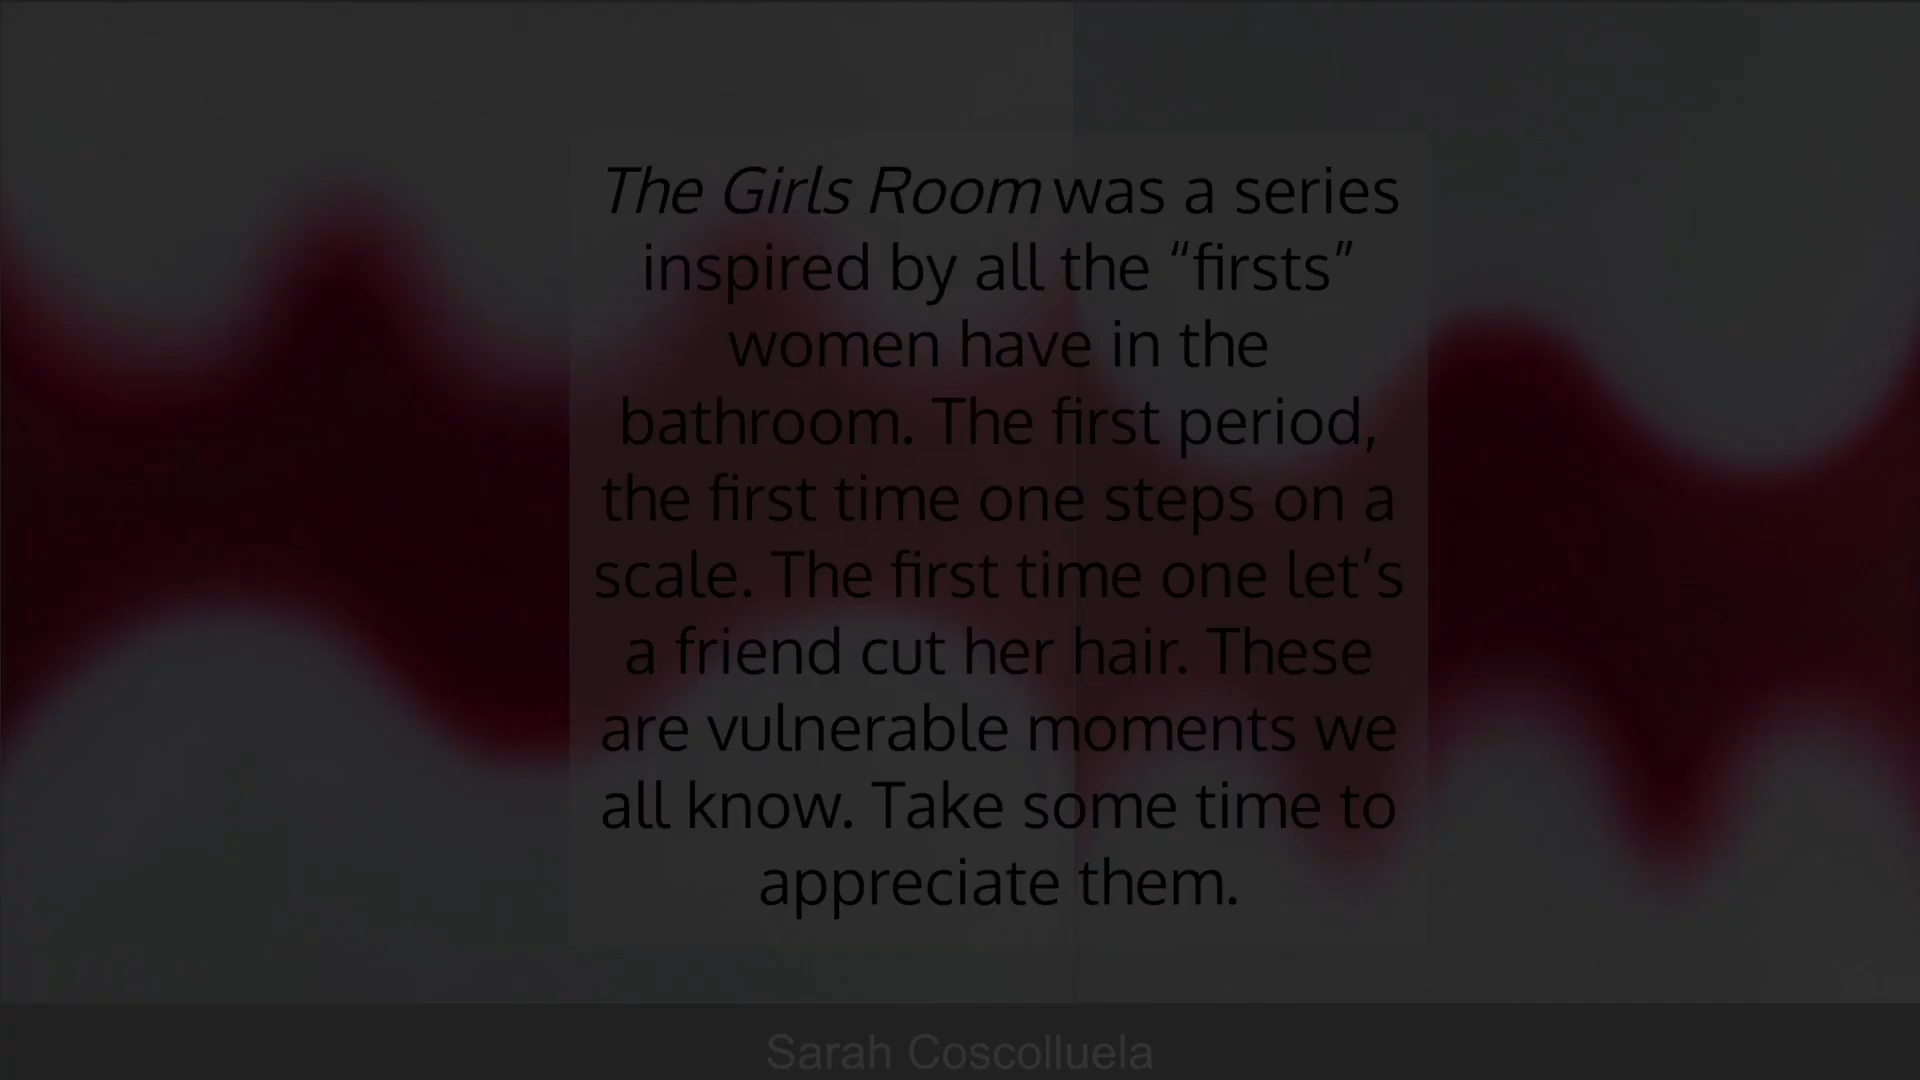 The Girls Room was a series
inspired by all the “firsts”
women have in the
bathroom. The first period,
the first time one steps on a
scale. The first time one let’s
a friend cut her hair. These
are vulnerable moments we
all know. Take some time to
appreciate them.
Sarah Coscolluela